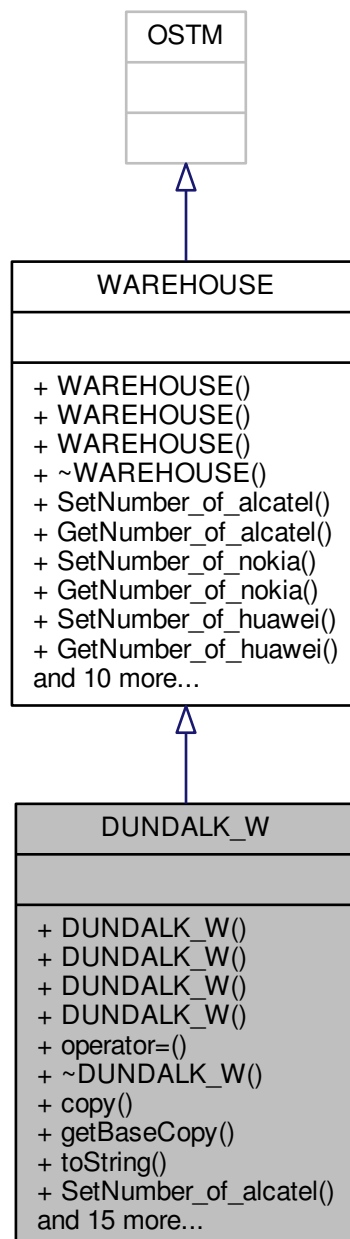 OSTM
WAREHOUSE
+ WAREHOUSE()
+ WAREHOUSE()
+ WAREHOUSE()
+ ~WAREHOUSE()
+ SetNumber_of_alcatel()
+ GetNumber_of_alcatel()
+ SetNumber_of_nokia()
+ GetNumber_of_nokia()
+ SetNumber_of_huawei()
+ GetNumber_of_huawei()
and 10 more...
DUNDALK_W
+ DUNDALK_W()
+ DUNDALK_W()
+ DUNDALK_W()
+ DUNDALK_W()
+ operator=()
+ ~DUNDALK_W()
+ copy()
+ getBaseCopy()
+ toString()
+ SetNumber_of_alcatel()
and 15 more...